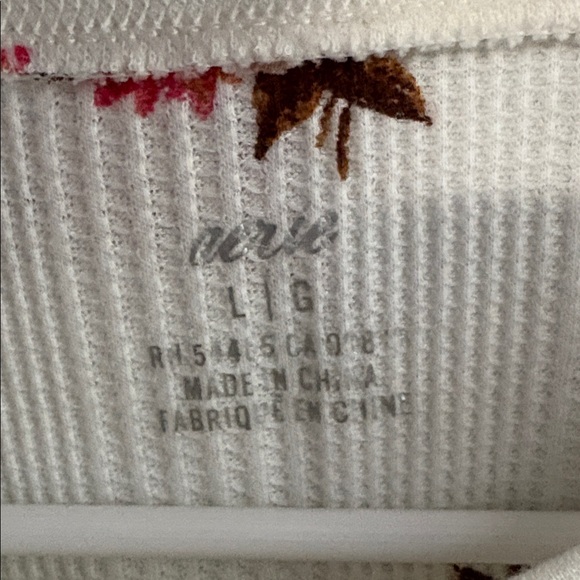 aerie
L | G
MADE IN CHINA
FABRIQUÉ EN CHINE